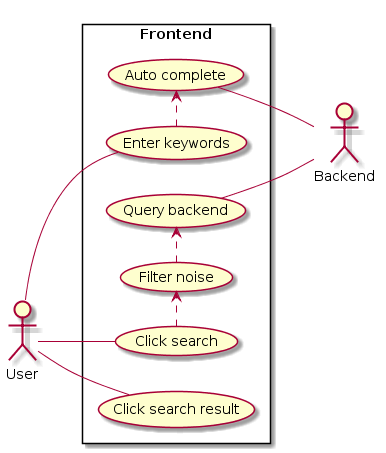 Frontend
Auto complete
Enter keywords
Backend
Query backend
Filter noise
Click search
User
Click search result